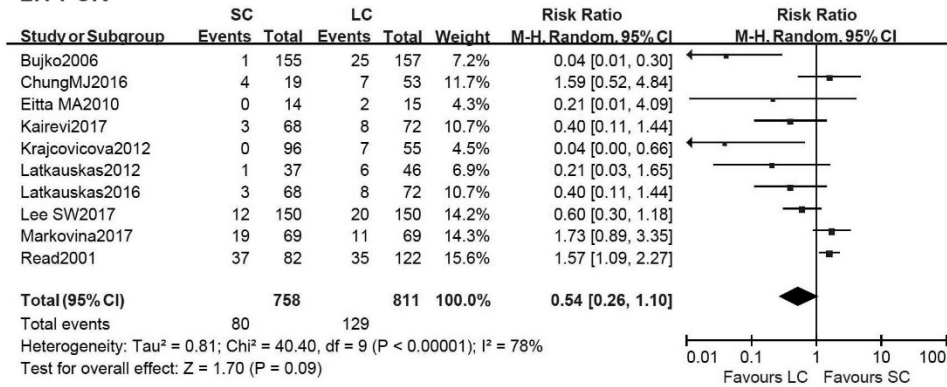 SC LC Risk Ratio Risk Ratio
Study or Subgroup Events Total Events Total Weight M-H, Random, 95% CI M-H, Random, 95% CI
Bujko2006 1 155 25 157 7.2% 0.04 [0.01, 0.30]
ChungMJ2016 4 19 7 53 11.9% 1.59 [0.52, 4.84]
Eitta MA2010 0 14 2 15 4.3% 0.21 [0.01, 4.09]
Kairevi2017 3 68 8 72 10.7% 0.40 [0.11, 1.44]
Krajcovicova2012 0 96 7 55 4.5% 0.04 [0.00, 0.66]
Latkauskas2012 1 37 6 46 6.9% 0.21 [0.03, 1.65]
Latkauskas2016 3 68 8 72 10.7% 0.40 [0.11, 1.44]
Lee SW2017 12 150 20 150 14.2% 0.60 [0.30, 1.18]
Markovina2017 19 69 11 69 14.3% 1.73 [0.89, 3.35]
Read2001 37 82 35 122 15.6% 1.57 [1.09, 2.27]
Total (95% CI) 758 811 100.0% 0.54 [0.26, 1.10]
Total events 80 129
Heterogeneity: Tau² = 0.81; Chi² = 40.40, df = 9 (P < 0.00001); I² = 78%
Test for overall effect: Z = 1.70 (P = 0.09)
0.01 0.1 1 10 100
Favours LC Favours SC